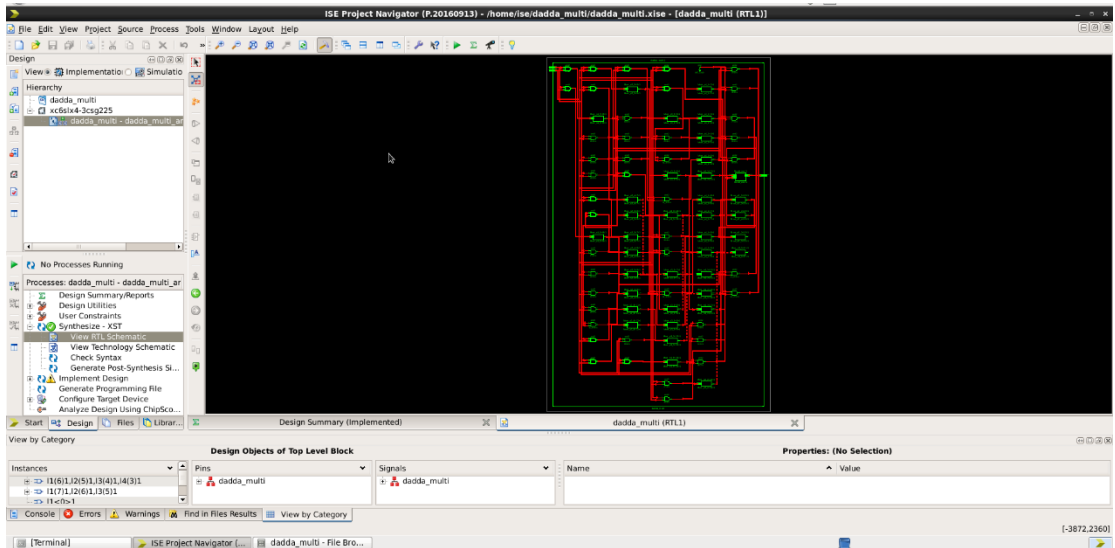 ISE Project Navigator (P.20160913) - /home/ise/dadda_multi/dadda_multi.xise - [dadda_multi (RTL1)]
File Edit View Project Source Process Tools Window Layout Help
Design
View: Implementatio Simulatio
Hierarchy
dadda_multi
xc6slx4-3csg225
dadda_multi - dadda_multi_ar
No Processes Running
Processes: dadda_multi - dadda_multi_ar
Design Summary/Reports
Design Utilities
User Constraints
Synthesize - XST
View RTL Schematic
View Technology Schematic
Check Syntax
Generate Post-Synthesis Si...
Implement Design
Generate Programming File
Configure Target Device
Analyze Design Using ChipSco...
Start Design Files Librar... Design Summary (Implemented) dadda_multi (RTL1)
View by Category
Design Objects of Top Level Block Properties: (No Selection)
Instances Pins Signals Name Value
I1(6)1,I2(5)1,I3(4)1,I4(3)1 dadda_multi dadda_multi
I1(7)1,I2(6)1,I3(5)1
I1<0>1
Console Errors Warnings Find in Files Results View by Category
[-3872,2360]
[Terminal] ISE Project Navigator (... dadda_multi - File Bro...